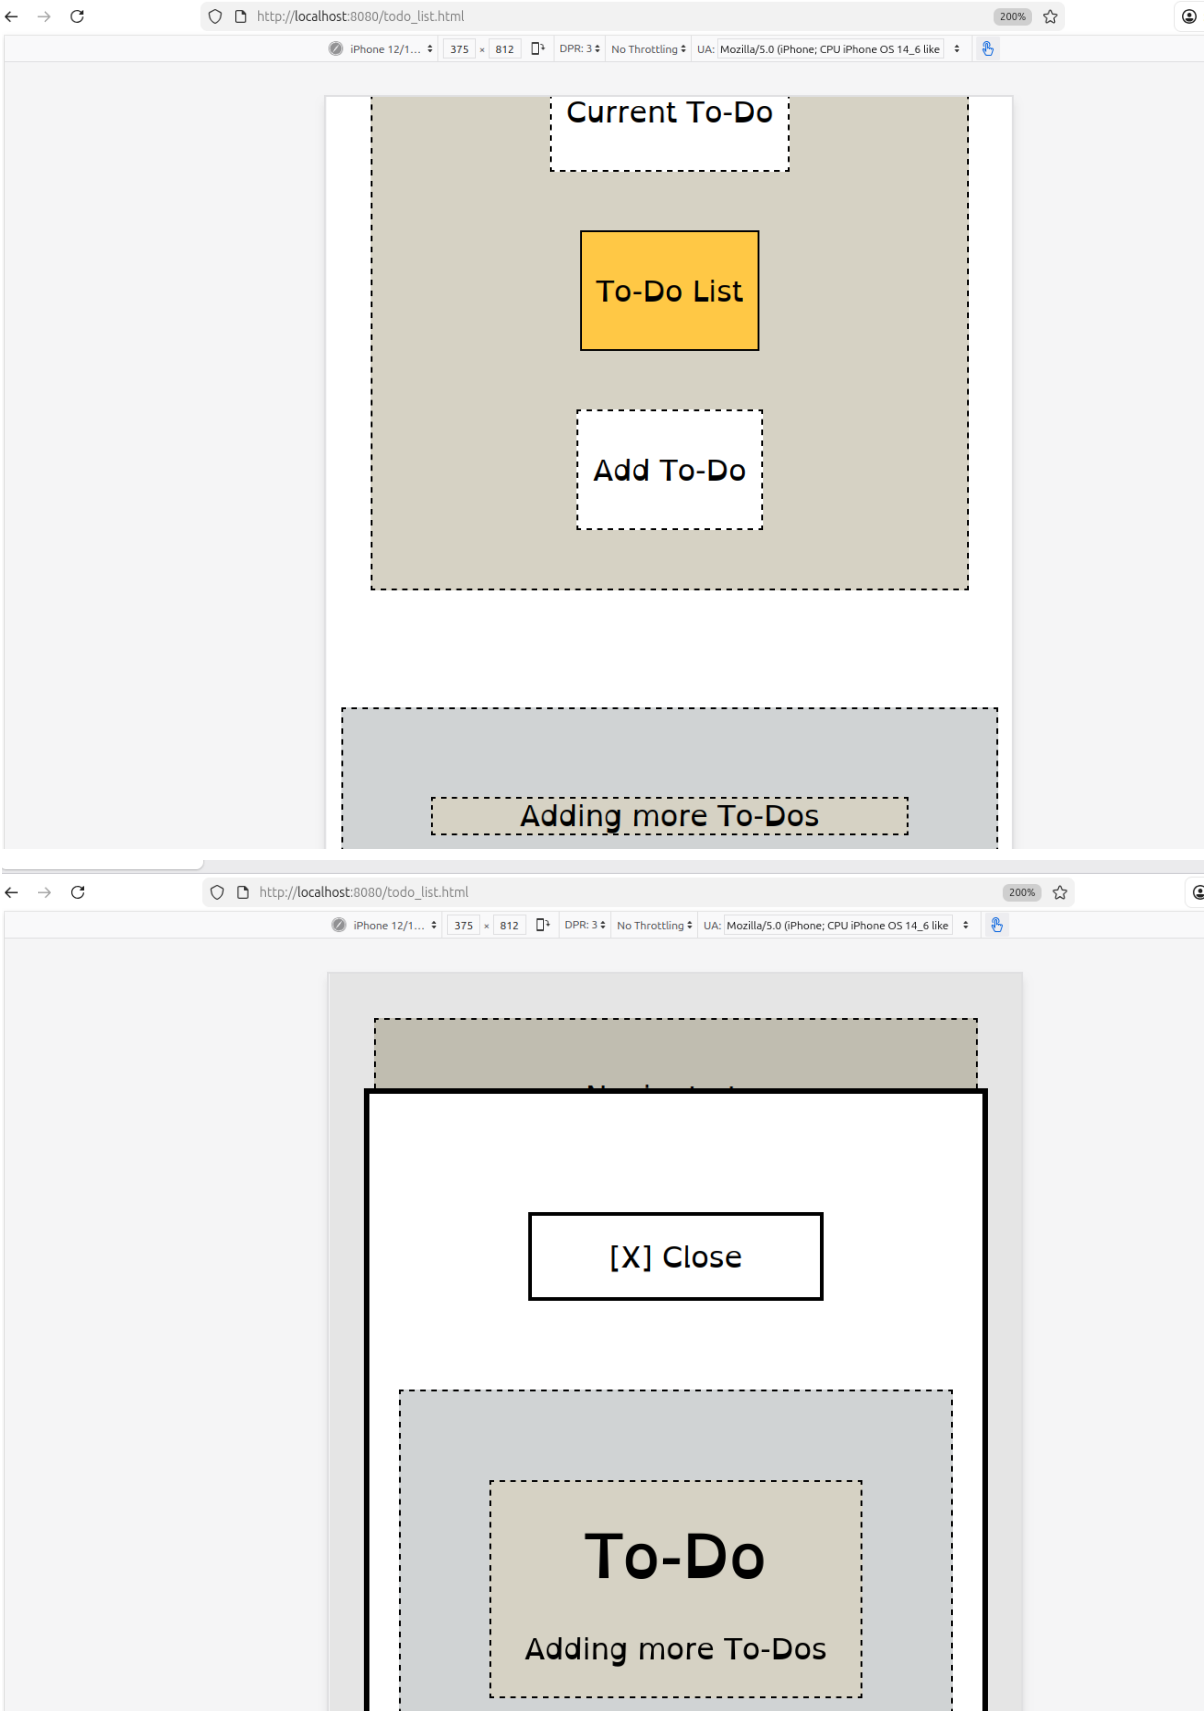 http://localhost:8080/todo_list.html 200%
iPhone 12/1... 375 × 812 DPR: 3 No Throttling UA: Mozilla/5.0 (iPhone; CPU iPhone OS 14_6 like
Current To-Do
To-Do List
Add To-Do
Adding more To-Dos
http://localhost:8080/todo_list.html 200%
iPhone 12/1... 375 × 812 DPR: 3 No Throttling UA: Mozilla/5.0 (iPhone; CPU iPhone OS 14_6 like
[X] Close
To-Do
Adding more To-Dos